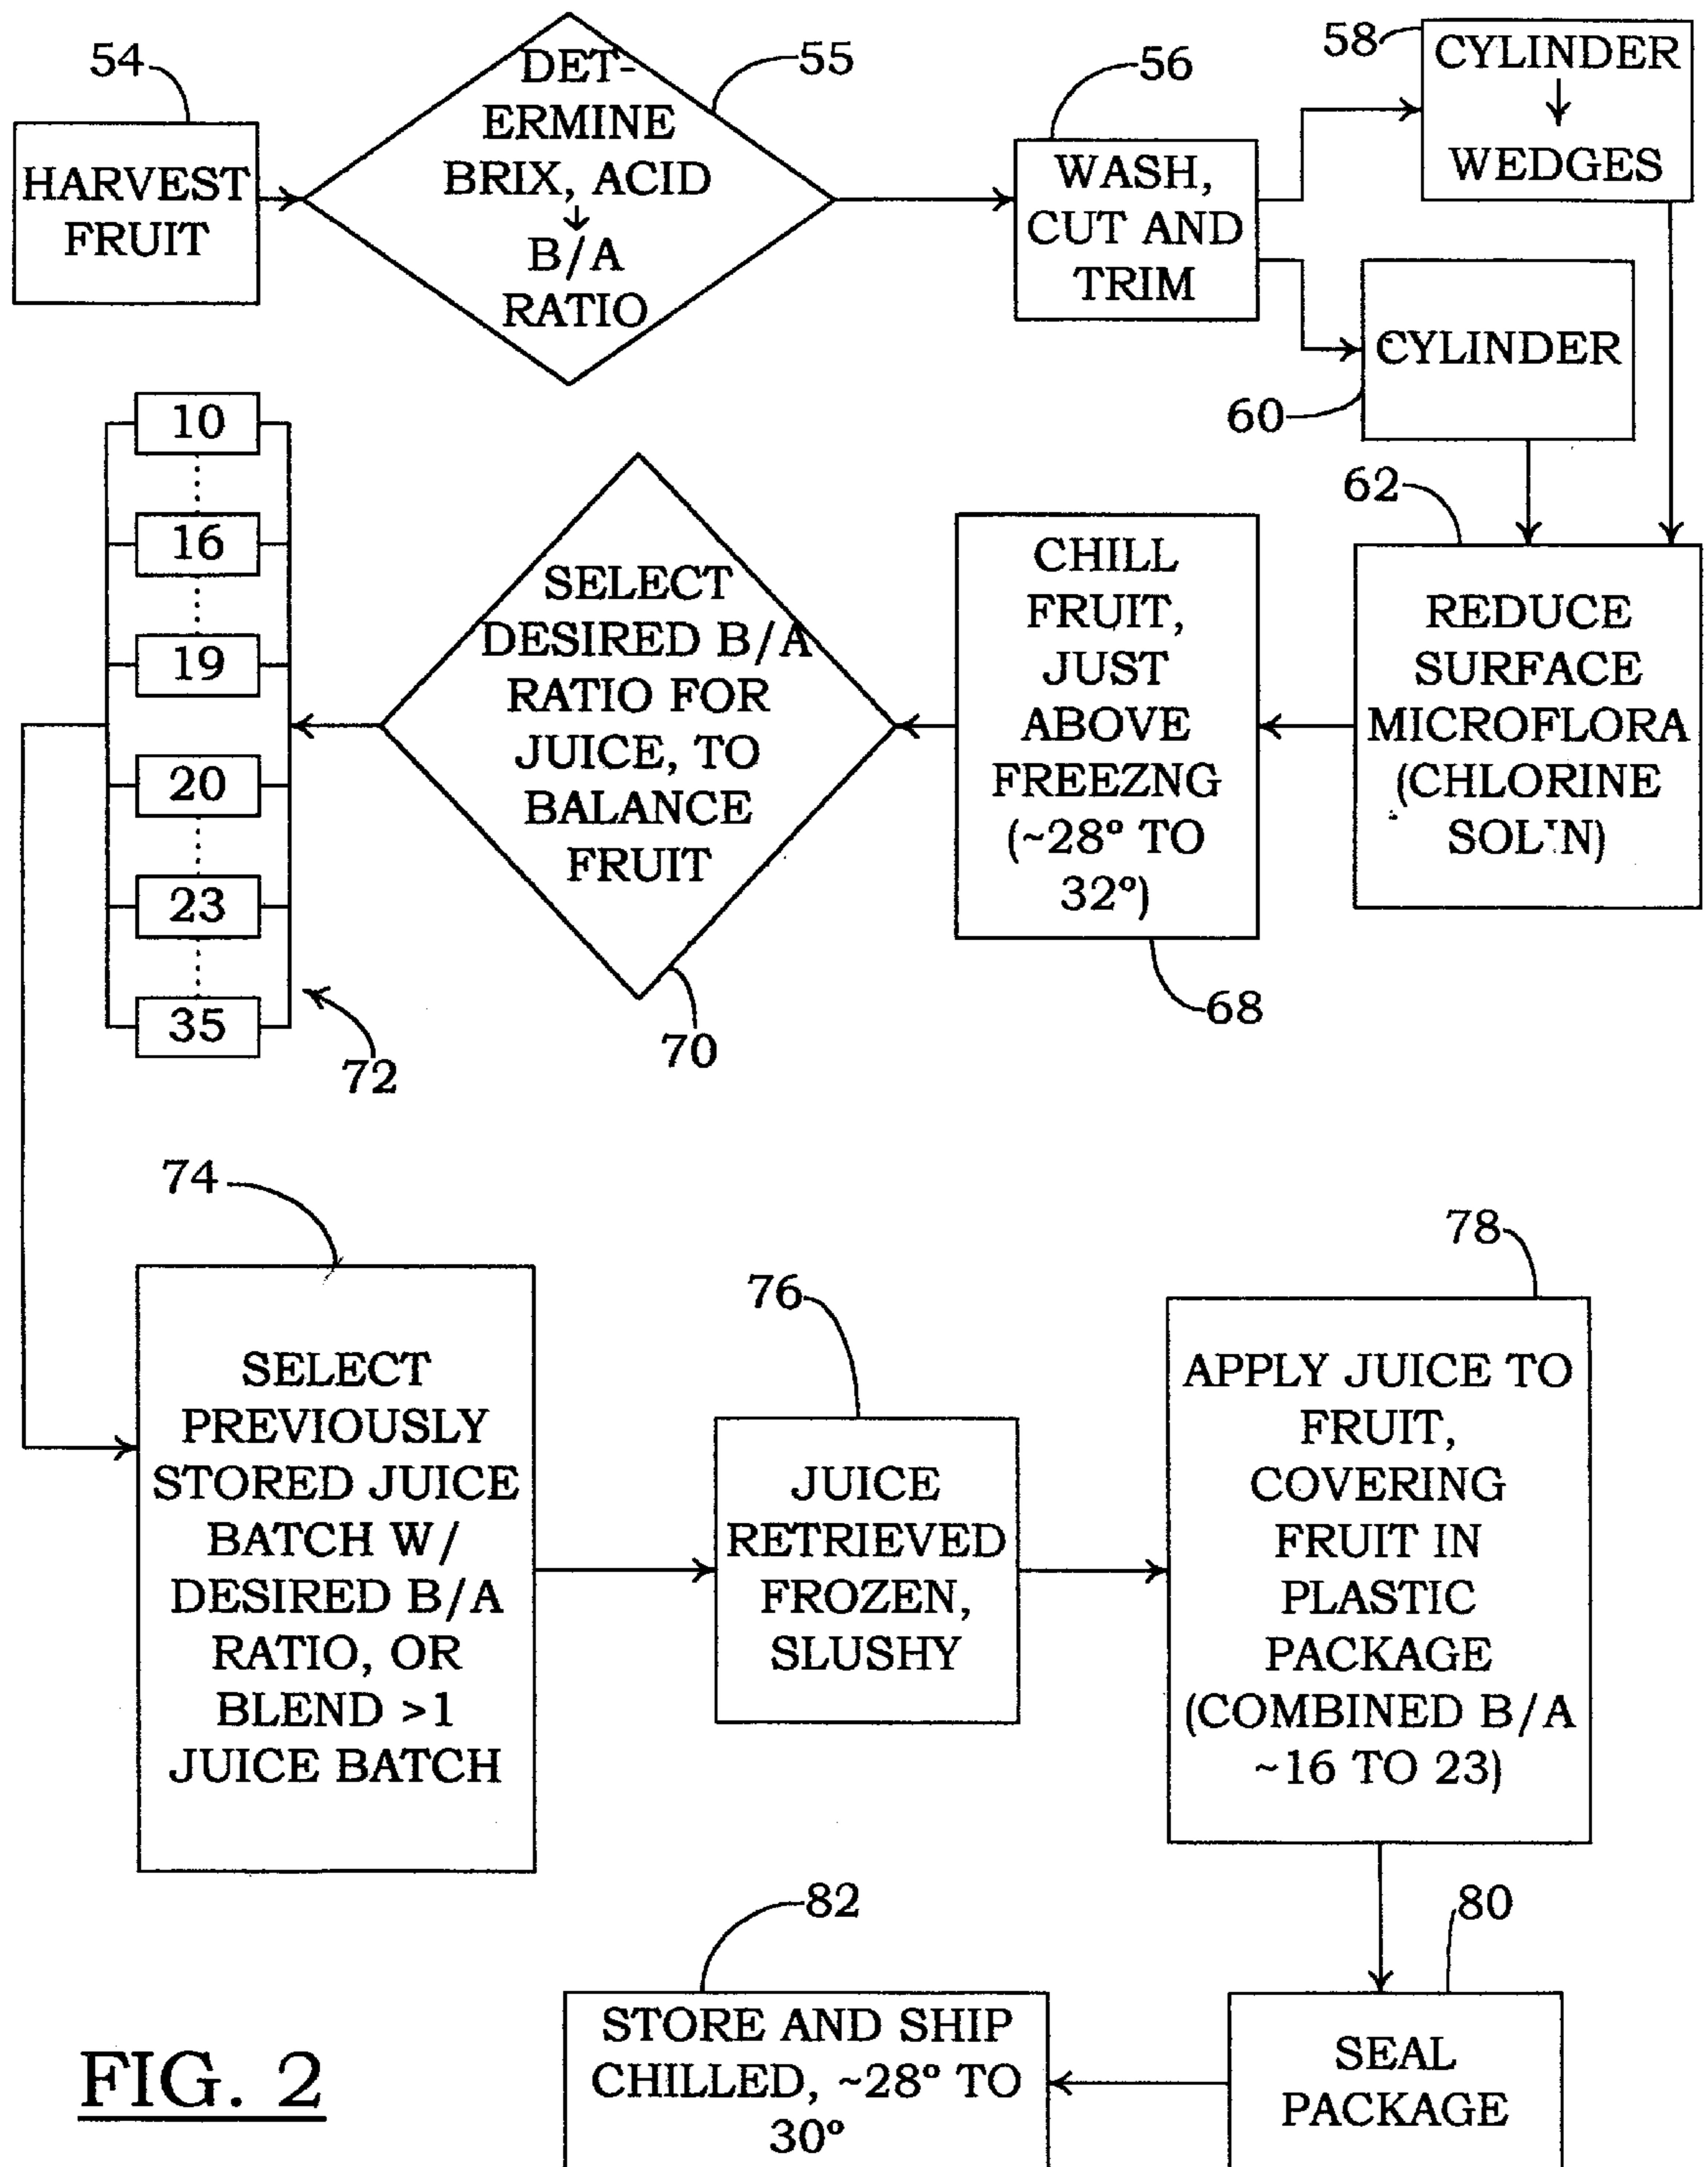 54
HARVEST
FRUIT
55
DET-
ERMINE
BRIX, ACID
↓
B/A
RATIO
56
WASH,
CUT AND
TRIM
58
CYLINDER
↓
WEDGES
60
CYLINDER
62
REDUCE
SURFACE
MICROFLORA
(CHLORINE
SOL'N)
68
CHILL
FRUIT,
JUST
ABOVE
FREEZNG
(~28° TO
32°)
70
SELECT
DESIRED B/A
RATIO FOR
JUICE, TO
BALANCE
FRUIT
72
10
16
19
20
23
35
74
SELECT
PREVIOUSLY
STORED JUICE
BATCH W/
DESIRED B/A
RATIO, OR
BLEND >1
JUICE BATCH
76
JUICE
RETRIEVED
FROZEN,
SLUSHY
78
APPLY JUICE TO
FRUIT,
COVERING
FRUIT IN
PLASTIC
PACKAGE
(COMBINED B/A
~16 TO 23)
80
SEAL
PACKAGE
82
STORE AND SHIP
CHILLED, ~28° TO
30°
FIG. 2